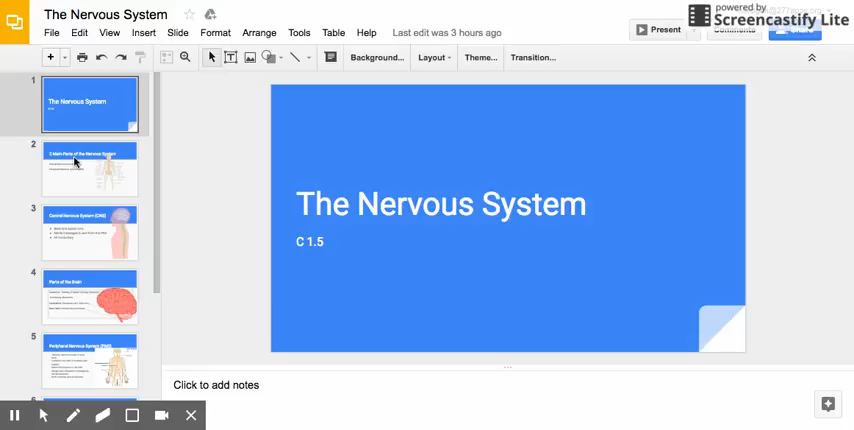 The Nervous System
powered by
Screencastify Lite
File Edit View Insert Slide Format Arrange Tools Table Help Last edit was 3 hours ago
Present
Comments
Background... Layout Theme... Transition...
1
The Nervous System
2
2 Main Parts of the Nervous System
3
Central Nervous System (CNS)
4
Parts of the Brain
5
Peripheral Nervous System (PNS)
The Nervous System
C 1.5
Click to add notes